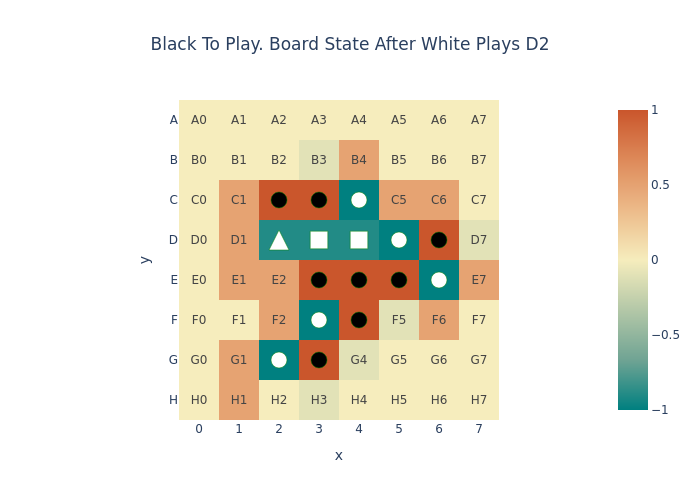 Black To Play. Board State After White Plays D2
A A0 A1 A2 A3 A4 A5 A6 A7 1
B B0 B1 B2 B3 B4 B5 B6 B7
C C0 C1 C5 C6 C7 0.5
D D0 D1 D7 0
y
E E0 E1 E2 E7
F F0 F1 F2 F5 F6 F7 −0.5
G G0 G1 G4 G5 G6 G7
H H0 H1 H2 H3 H4 H5 H6 H7 −1
0 1 2 3 4 5 6 7
x